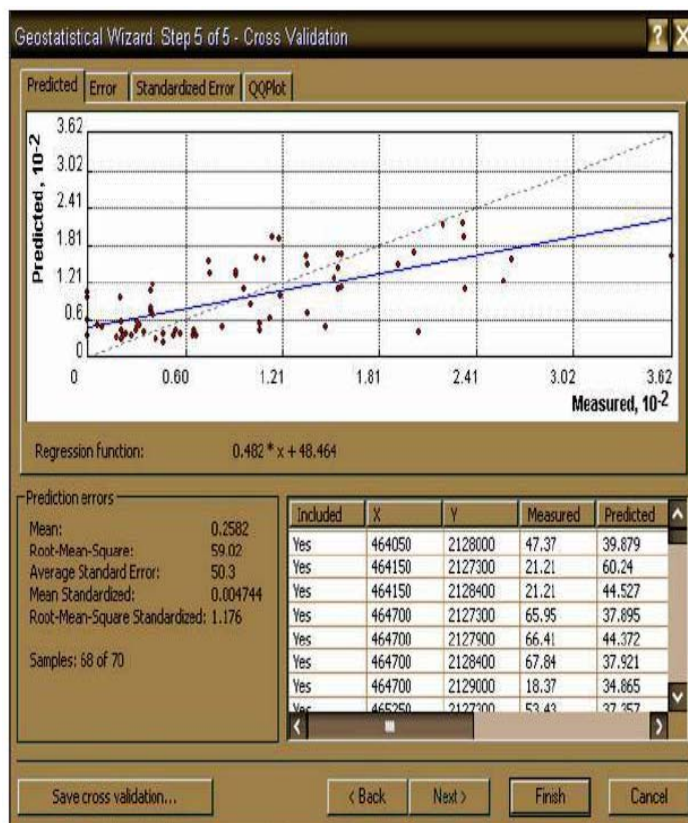 Geostatistical Wizard: Step 5 of 5 - Cross Validation
? X
Predicted Error Standardized Error QQPlot
Predicted, 10-2
3.62
3.02
2.41
1.81
1.21
0.6
0
0 0.60 1.21 1.81 2.41 3.02 3.62
Measured, 10-2
Regression function: 0.482 * x + 48.464
Prediction errors
Mean: 0.2582
Root-Mean-Square: 59.02
Average Standard Error: 50.3
Mean Standardized: 0.004744
Root-Mean-Square Standardized: 1.176
Samples: 68 of 70
Included X Y Measured Predicted
Yes 464050 2128000 47.37 39.879
Yes 464150 2127300 21.21 60.24
Yes 464150 2128400 21.21 44.527
Yes 464700 2127300 65.95 37.895
Yes 464700 2127900 66.41 44.372
Yes 464700 2128400 67.84 37.921
Yes 464700 2129000 18.37 34.865
Yes 465250 2127300 53.43 37.357
Save cross validation... < Back Next > Finish Cancel